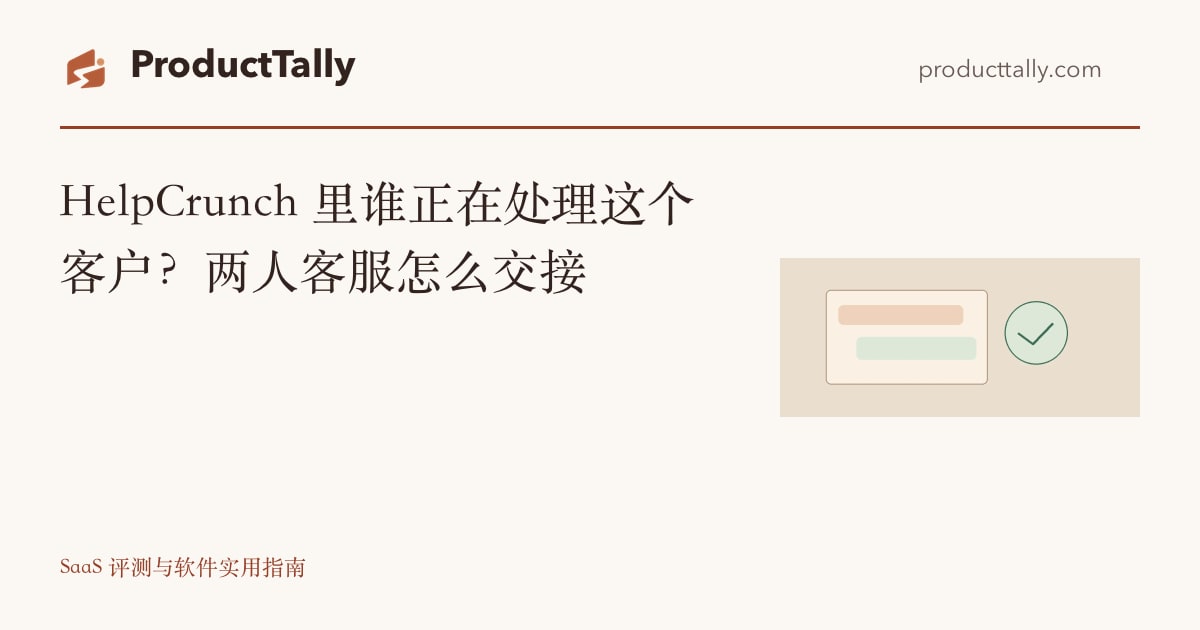 ProductTally
producttally.com
HelpCrunch 里谁正在处理这个
客户？两人客服怎么交接
SaaS 评测与软件实用指南